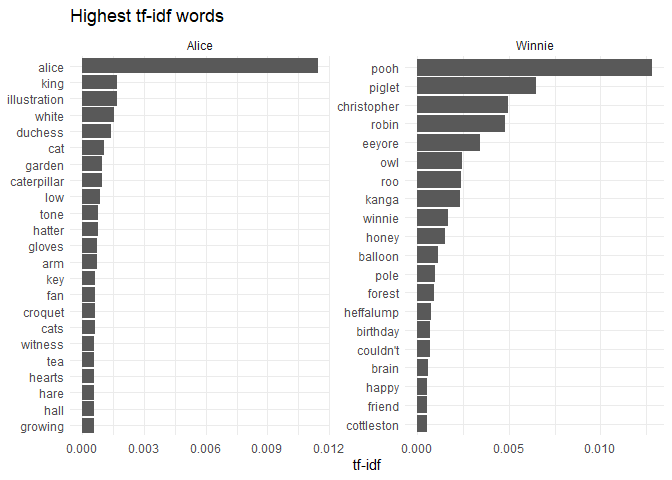 Highest tf-idf words
Alice
alice
king
illustration
white
duchess
cat
garden
caterpillar
low
tone
hatter
gloves
arm
key
fan
croquet
cats
witness
tea
hearts
hare
hall
growing
0.000 0.003 0.006 0.009 0.012
Winnie
pooh
piglet
christopher
robin
eeyore
owl
roo
kanga
winnie
honey
balloon
pole
forest
heffalump
birthday
couldn't
brain
happy
friend
cottleston
0.000 0.005 0.010
tf-idf